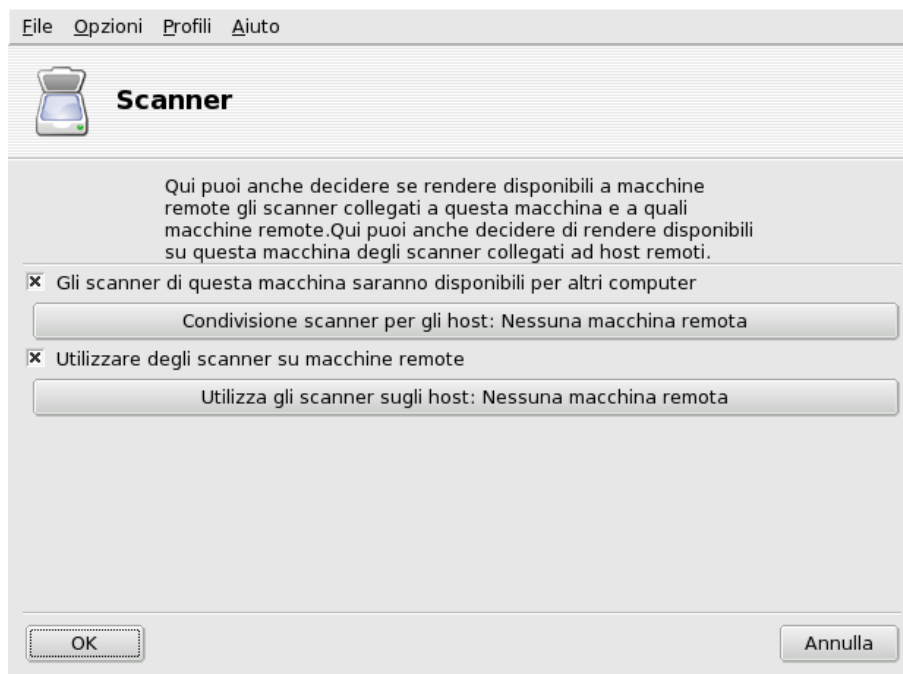 File Opzioni Profili Aiuto
Scanner
Qui puoi anche decidere se rendere disponibili a macchine
remote gli scanner collegati a questa macchina e a quali
macchine remote.Qui puoi anche decidere di rendere disponibili
su questa macchina degli scanner collegati ad host remoti.
Gli scanner di questa macchina saranno disponibili per altri computer
Condivisione scanner per gli host: Nessuna macchina remota
Utilizzare degli scanner su macchine remote
Utilizza gli scanner sugli host: Nessuna macchina remota
OK Annulla